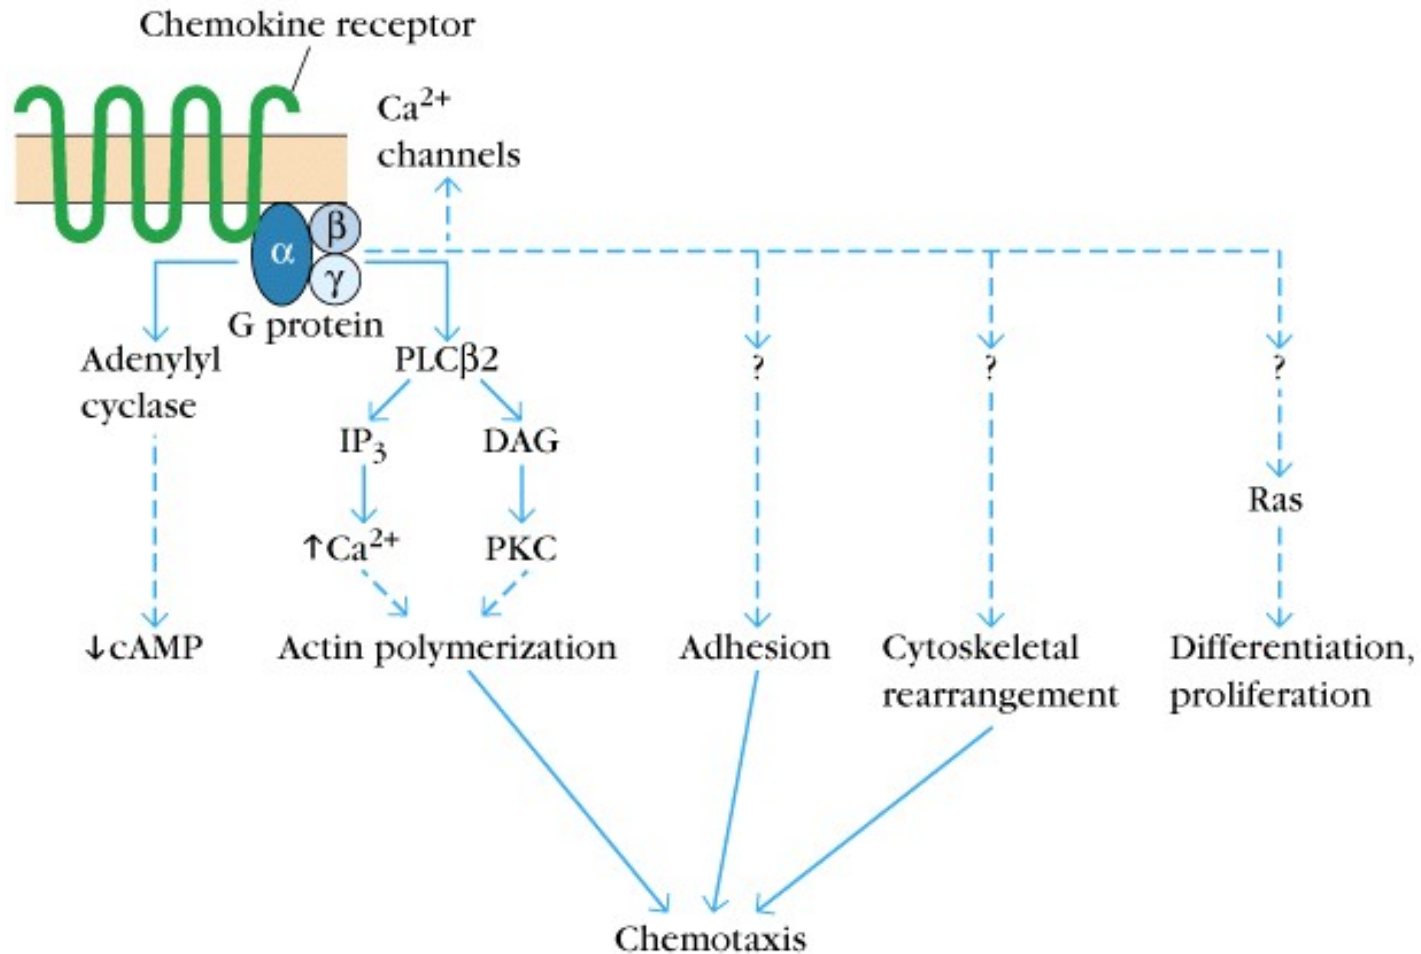 Chemokine receptor
Ca²⁺
channels
β
α
γ
G protein
Adenylyl
cyclase
PLCβ2
?
?
?
IP₃
DAG
Ras
↑Ca²⁺
PKC
↓cAMP
Actin polymerization
Adhesion
Cytoskeletal
rearrangement
Differentiation,
proliferation
Chemotaxis